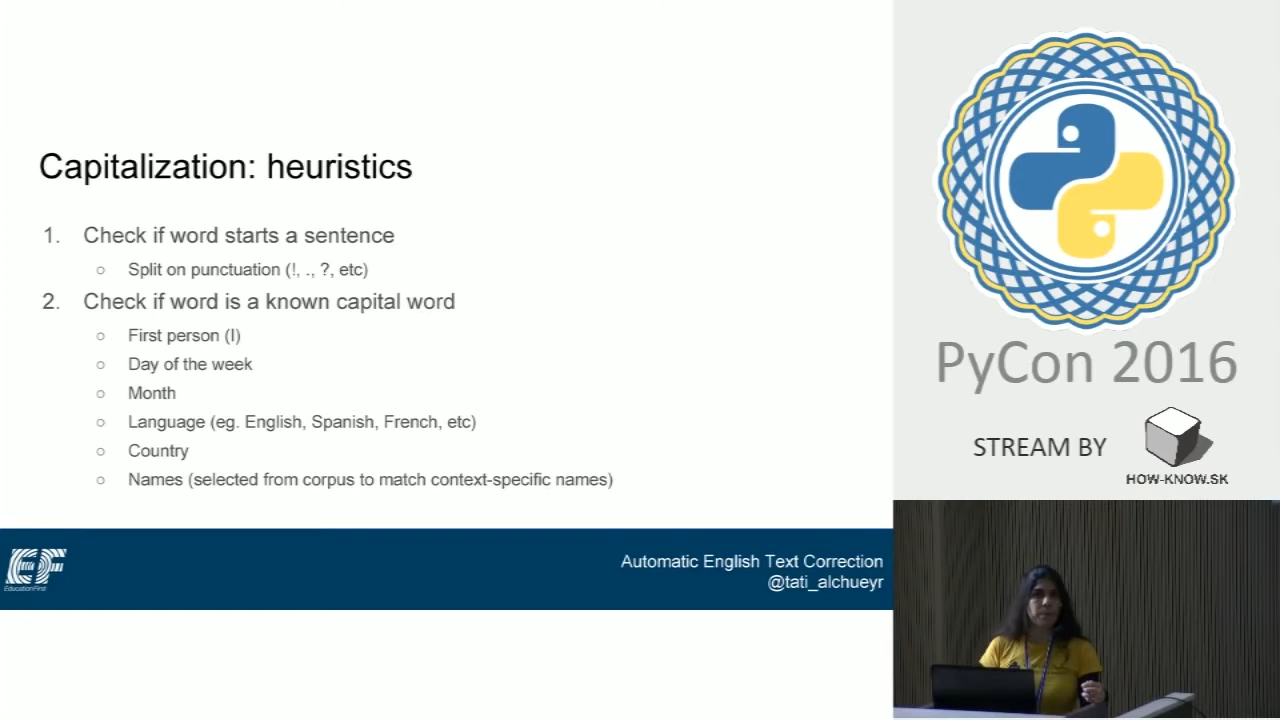 Capitalization: heuristics
1. Check if word starts a sentence
○ Split on punctuation (!, ., ?, etc)
2. Check if word is a known capital word
○ First person (I)
○ Day of the week
○ Month
○ Language (eg. English, Spanish, French, etc)
○ Country
○ Names (selected from corpus to match context-specific names)
EF
EducationFirst
Automatic English Text Correction
@tati_alchueyr
PyCon 2016
STREAM BY
HOW-KNOW.SK